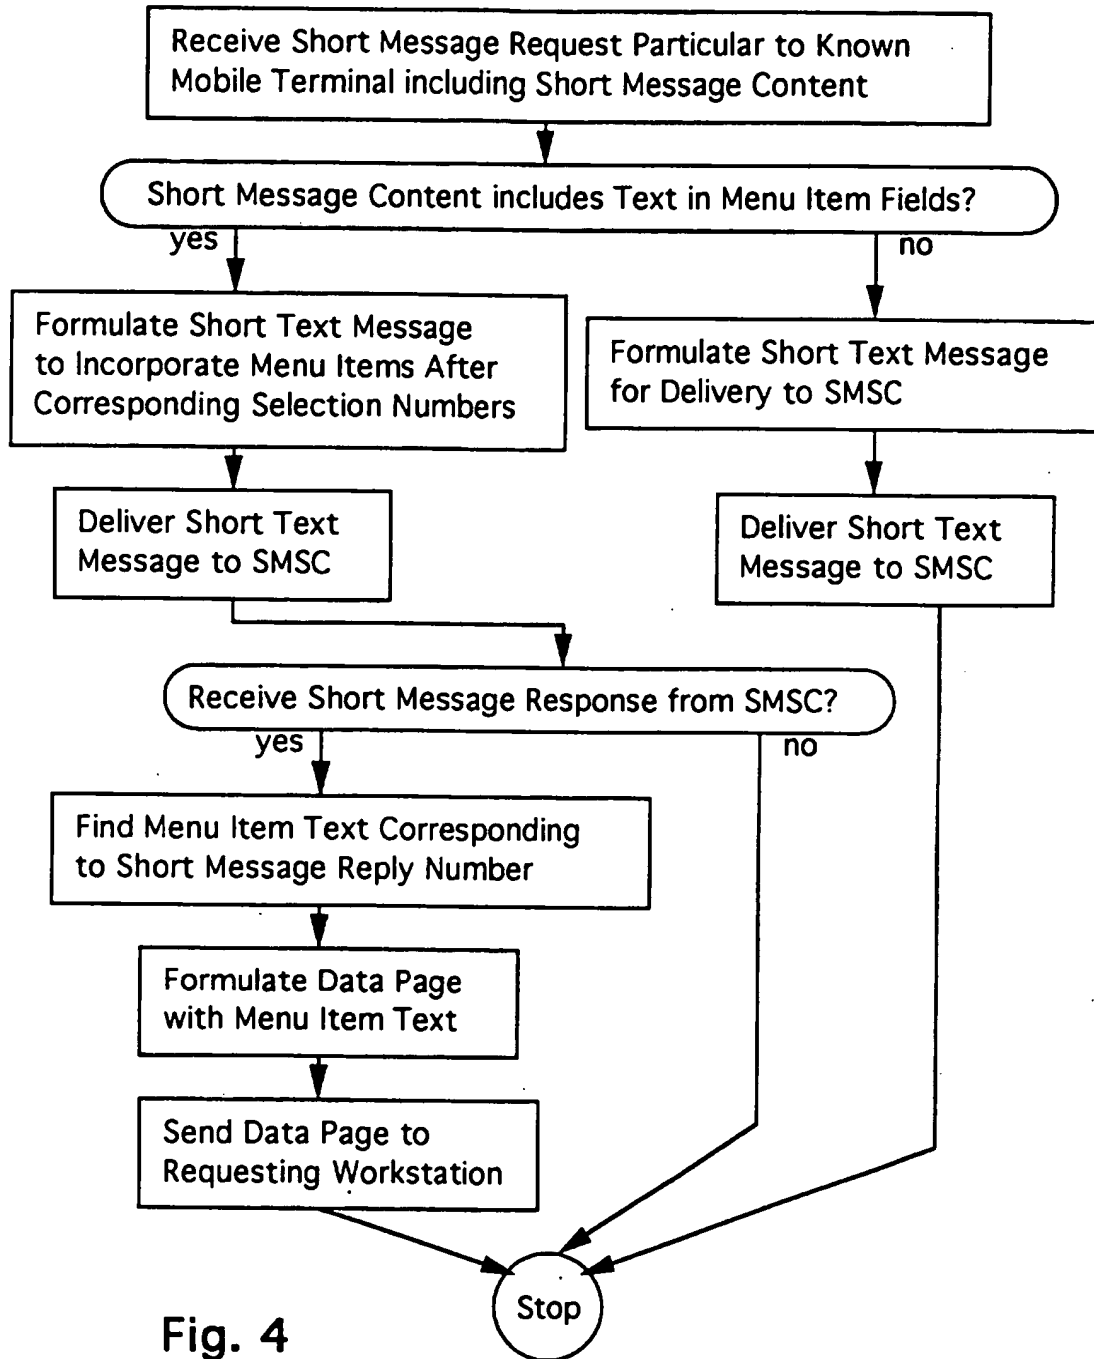 Receive Short Message Request Particular to Known
Mobile Terminal including Short Message Content
Short Message Content includes Text in Menu Item Fields?
yes
no
Formulate Short Text Message
to Incorporate Menu Items After
Corresponding Selection Numbers
Formulate Short Text Message
for Delivery to SMSC
Deliver Short Text
Message to SMSC
Deliver Short Text
Message to SMSC
Receive Short Message Response from SMSC?
yes
no
Find Menu Item Text Corresponding
to Short Message Reply Number
Formulate Data Page
with Menu Item Text
Send Data Page to
Requesting Workstation
Stop
Fig. 4